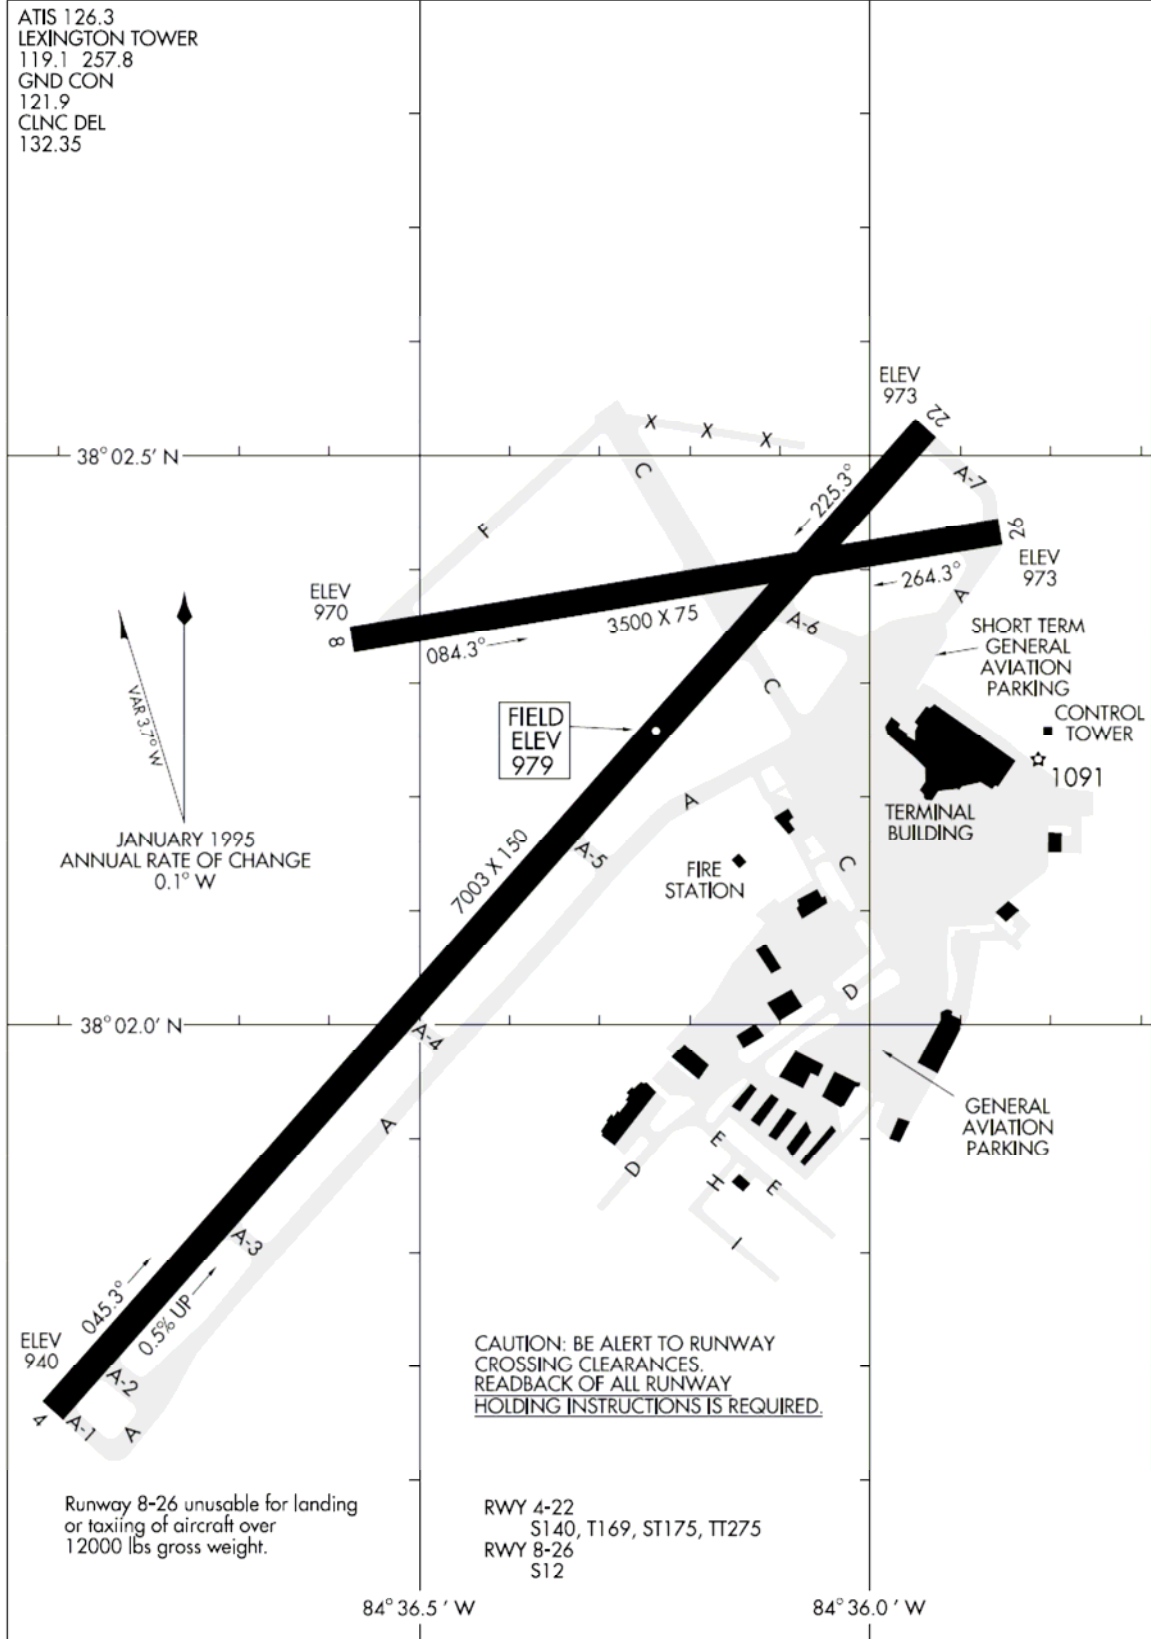 ATIS 126.3
LEXINGTON TOWER
119.1 257.8
GND CON
121.9
CLNC DEL
132.35
ELEV
973
22
X
X
X
38° 02.5' N
C
A-7
225.3°
F
26
ELEV
973
264.3°
A
ELEV
970
8
3500 X 75
084.3°
A-6
SHORT TERM
GENERAL
AVIATION
PARKING
VAR 3.7° W
C
FIELD
ELEV
979
CONTROL
TOWER
1091
JANUARY 1995
ANNUAL RATE OF CHANGE
0.1° W
A
TERMINAL
BUILDING
7003 X 150
A-5
FIRE
STATION
C
D
38° 02.0' N
A-4
A
GENERAL
AVIATION
PARKING
D
E
H
E
I
A-3
045.3°
0.5% UP
ELEV
940
A-2
4
A-1
A
CAUTION: BE ALERT TO RUNWAY
CROSSING CLEARANCES.
READBACK OF ALL RUNWAY
HOLDING INSTRUCTIONS IS REQUIRED.
Runway 8-26 unusable for landing
or taxiing of aircraft over
12000 lbs gross weight.
RWY 4-22
S140, T169, ST175, TT275
RWY 8-26
S12
84° 36.5' W
84° 36.0' W